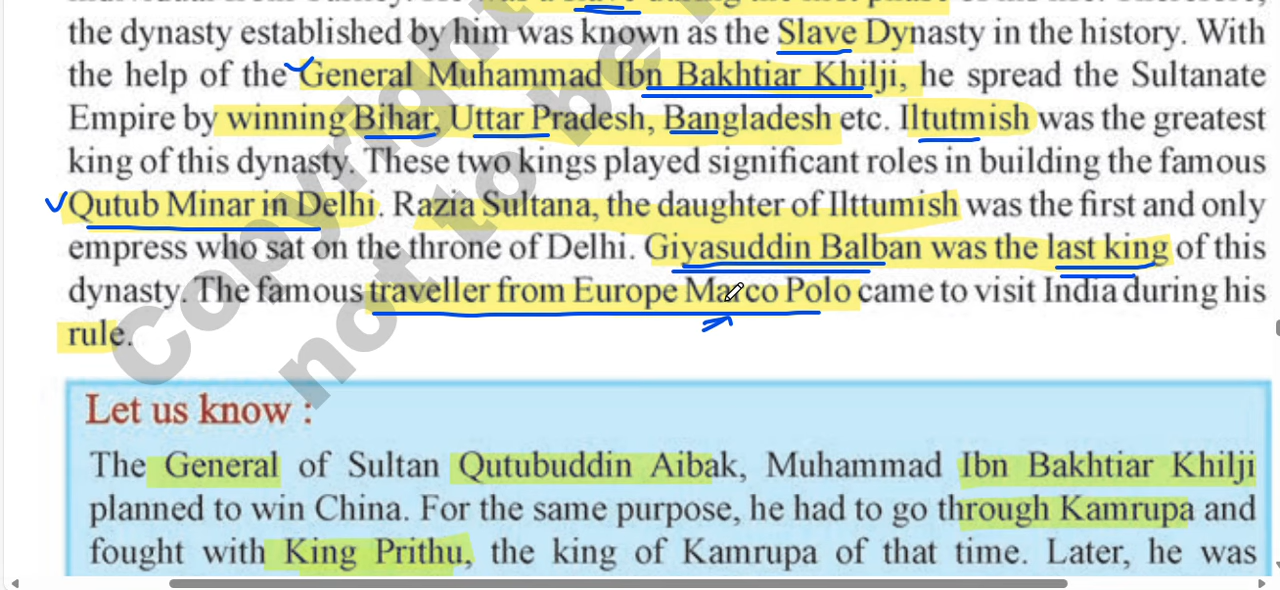 the dynasty established by him was known as the Slave Dynasty in the history. With
the help of the General Muhammad Ibn Bakhtiar Khilji, he spread the Sultanate
Empire by winning Bihar, Uttar Pradesh, Bangladesh etc. Iltutmish was the greatest
king of this dynasty. These two kings played significant roles in building the famous
Qutub Minar in Delhi. Razia Sultana, the daughter of Ilttumish was the first and only
empress who sat on the throne of Delhi. Giyasuddin Balban was the last king of this
dynasty. The famous traveller from Europe Marco Polo came to visit India during his
rule.
Let us know :
The General of Sultan Qutubuddin Aibak, Muhammad Ibn Bakhtiar Khilji
planned to win China. For the same purpose, he had to go through Kamrupa and
fought with King Prithu, the king of Kamrupa of that time. Later, he was
Copyright
not to be